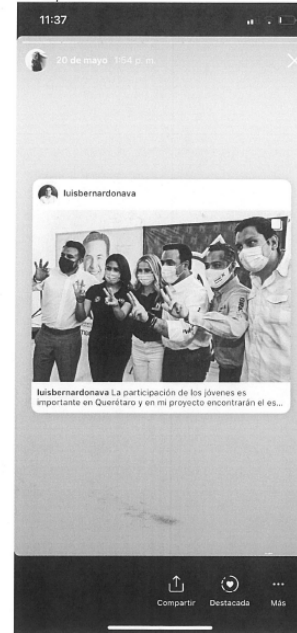 11:37
20 de mayo 1:54 p. m.
luisbernardonava
luisbernardonava La participación de los jóvenes es
importante en Querétaro y en mi proyecto encontrarán el es...
Compartir
Destacada
Más